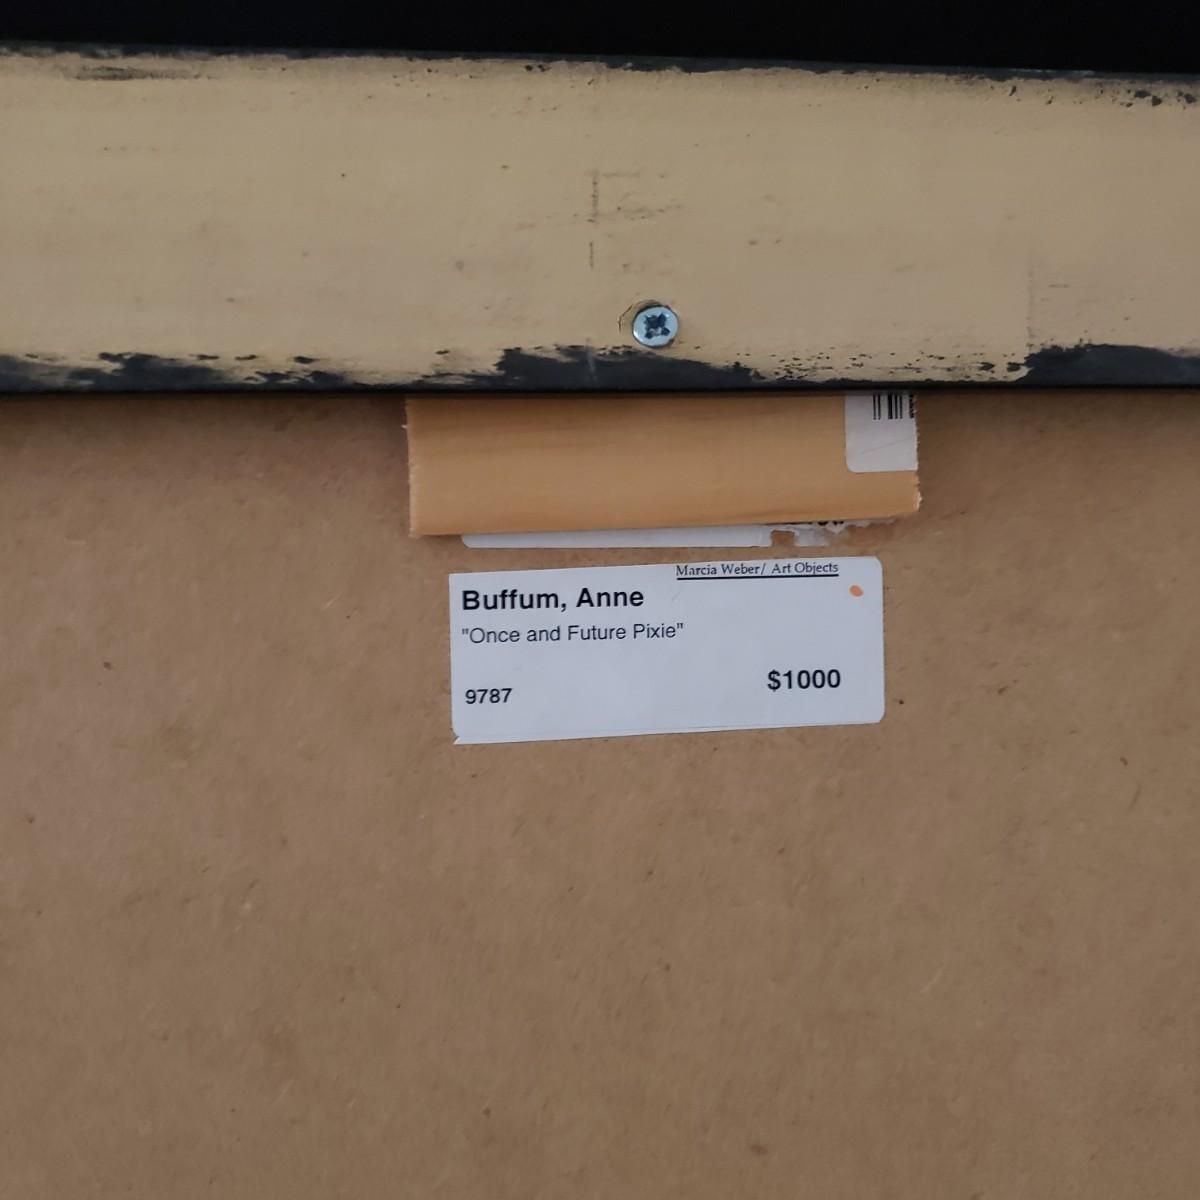 Marcia Weber/ Art Objects
Buffum, Anne
"Once and Future Pixie"
9787
$1000